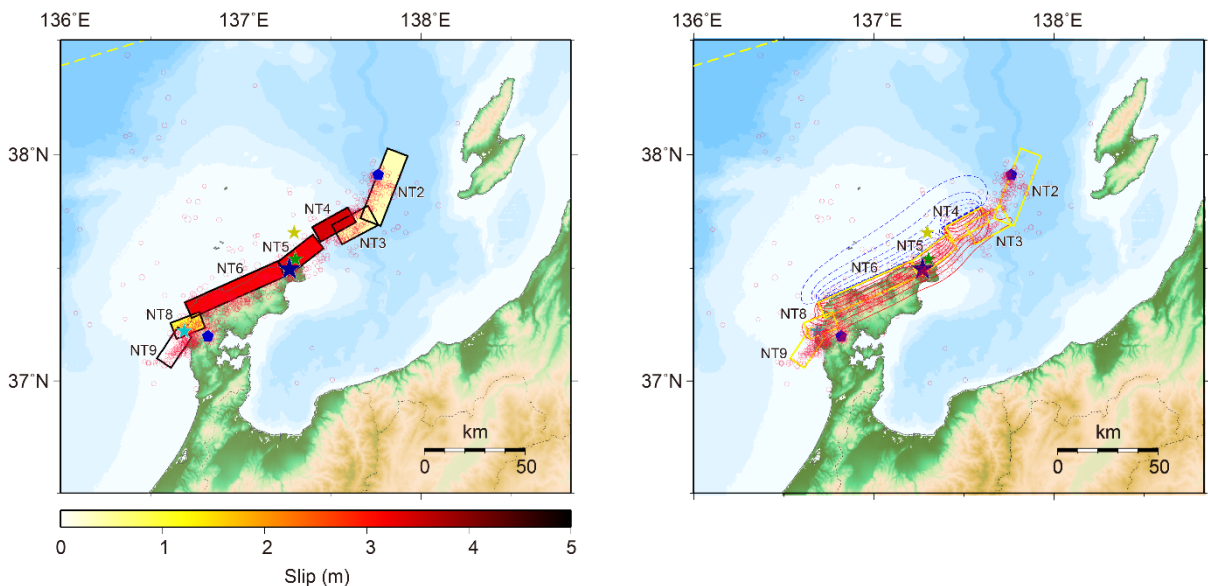 136˚E 137˚E 138˚E
136˚E 137˚E 138˚E
38˚N
37˚N
NT2
NT4
NT3
NT5
NT6
NT8
NT9
km
0 50
38˚N
37˚N
NT2
NT4
NT3
NT5
NT6
NT8
NT9
km
0 50
0 1 2 3 4 5
Slip (m)